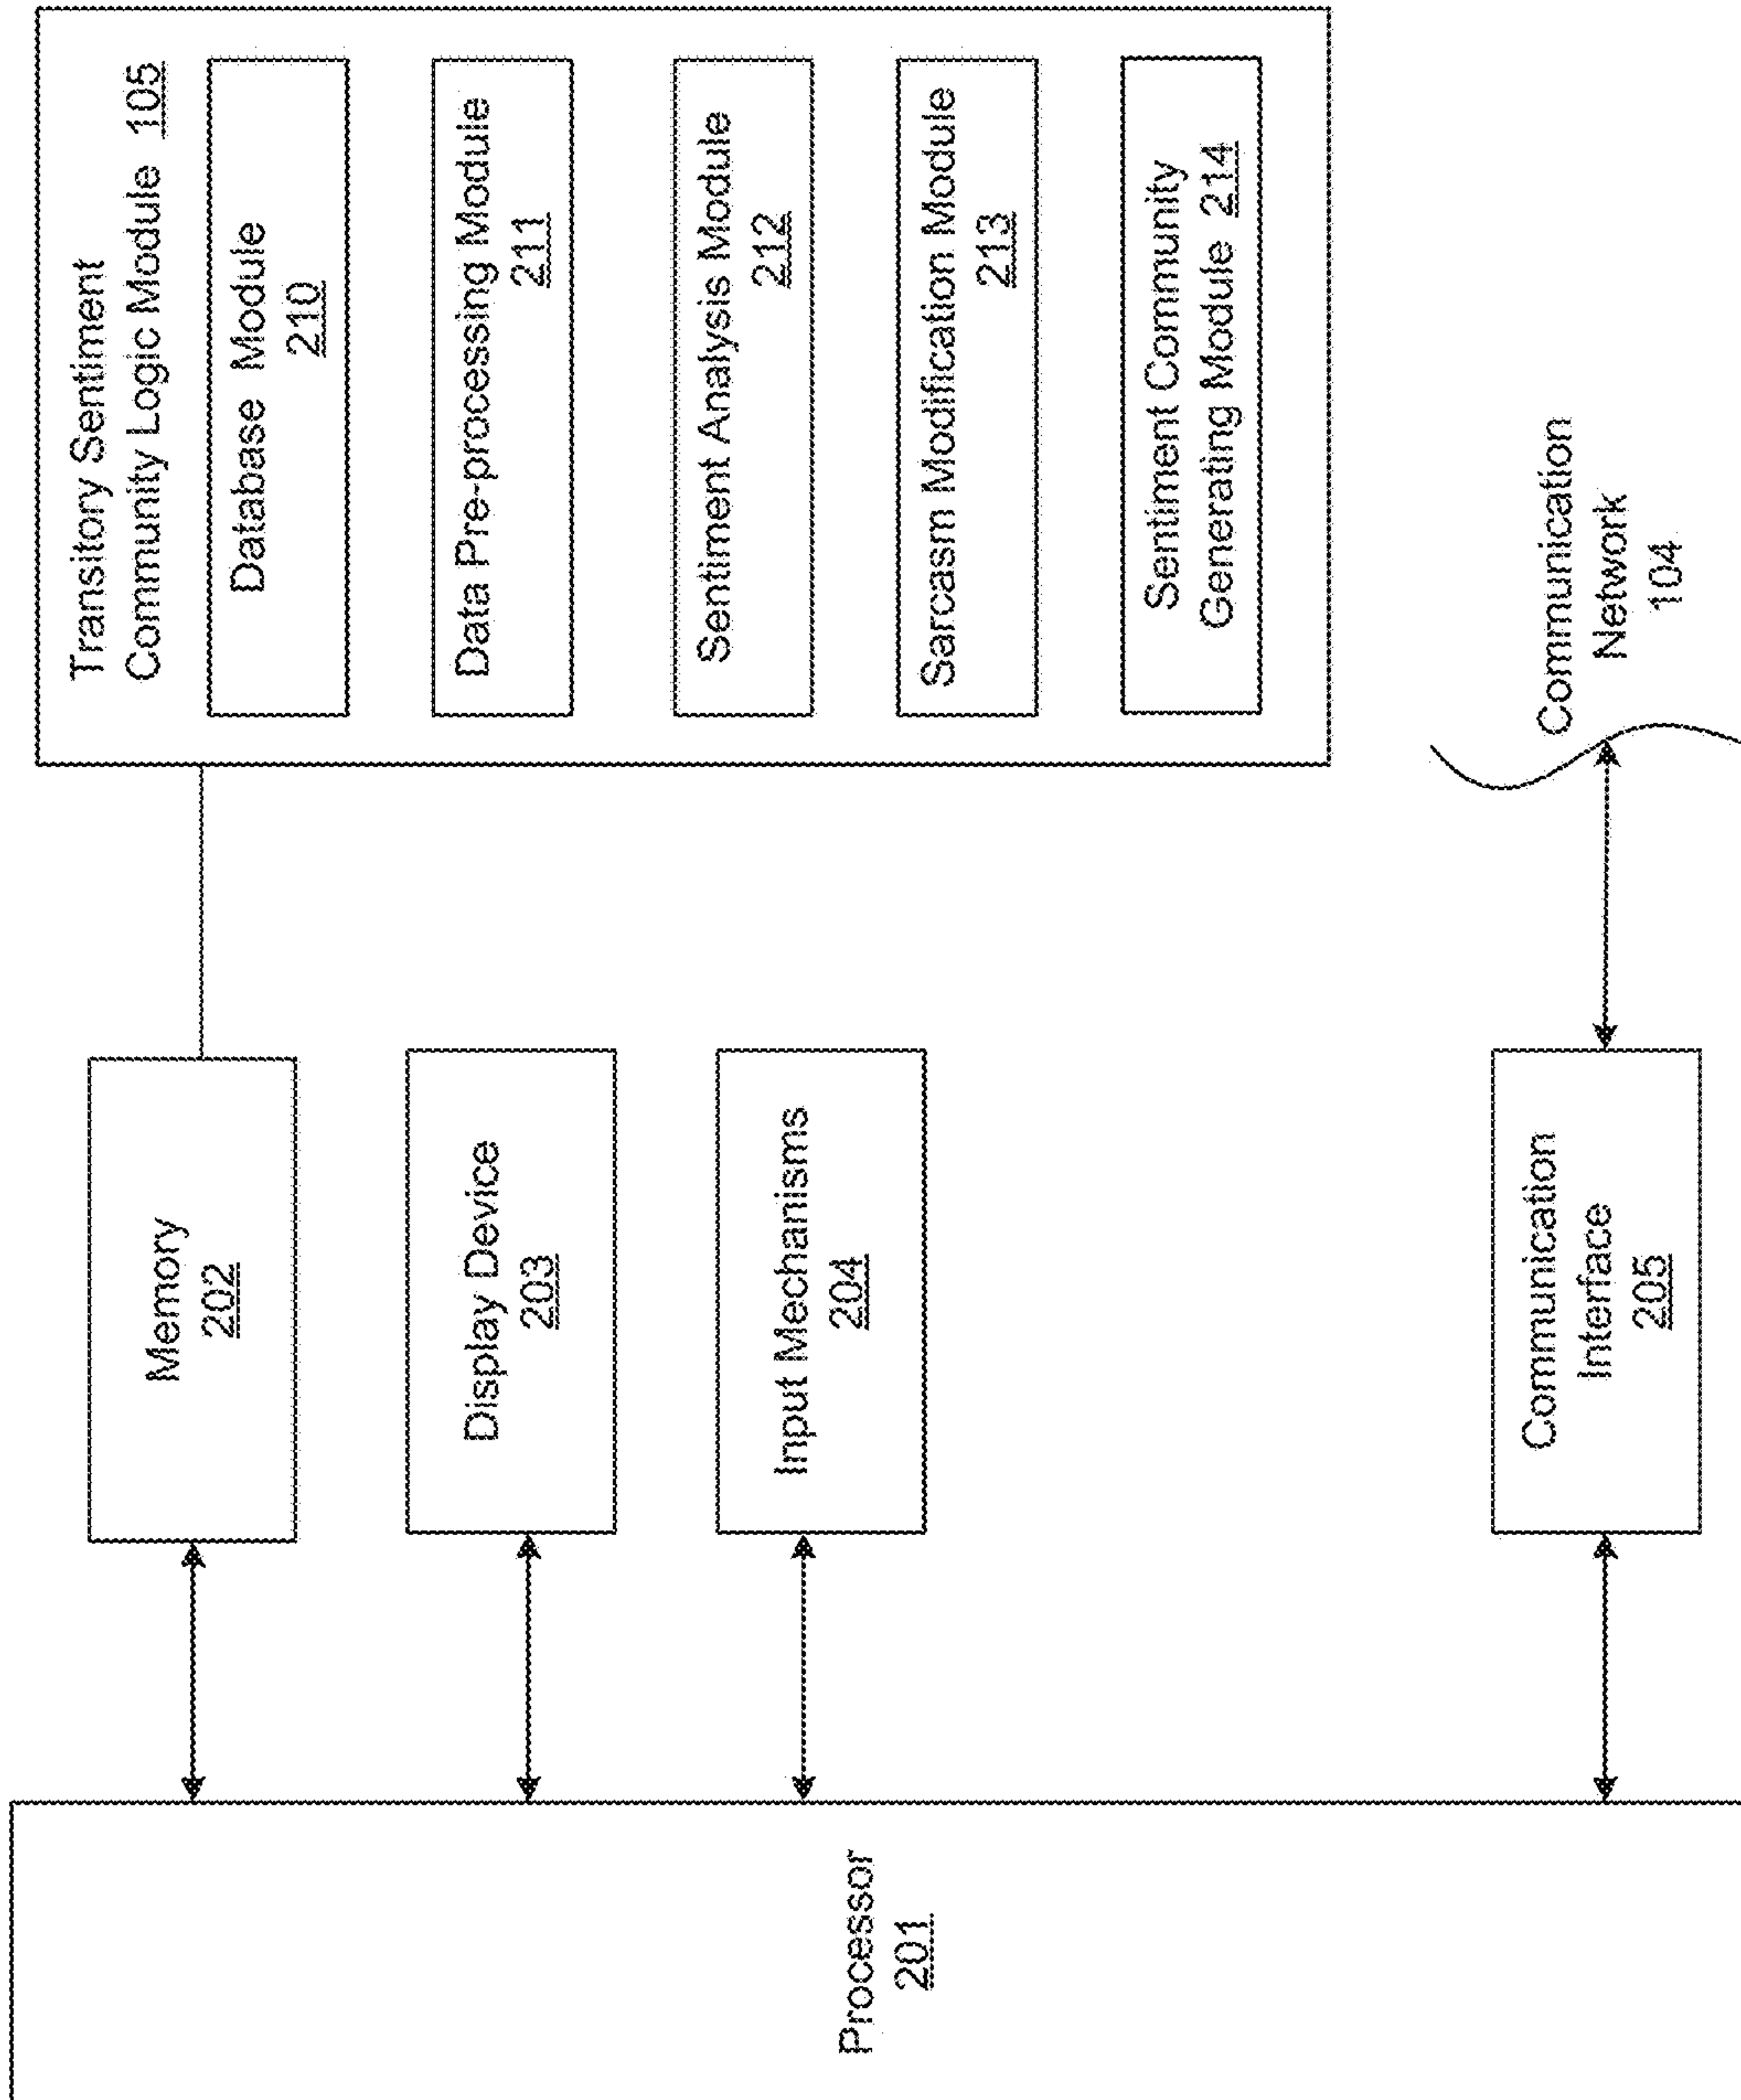 Transitory Sentiment
Community Logic Module 105
Database Module
210
Data Pre-processing Module
211
Sentiment Analysis Module
212
Sarcasm Modification Module
213
Sentiment Community
Generating Module 214
Memory
202
Display Device
203
Input Mechanisms
204
Communication
Interface
205
Communication
Network
104
Processor
201